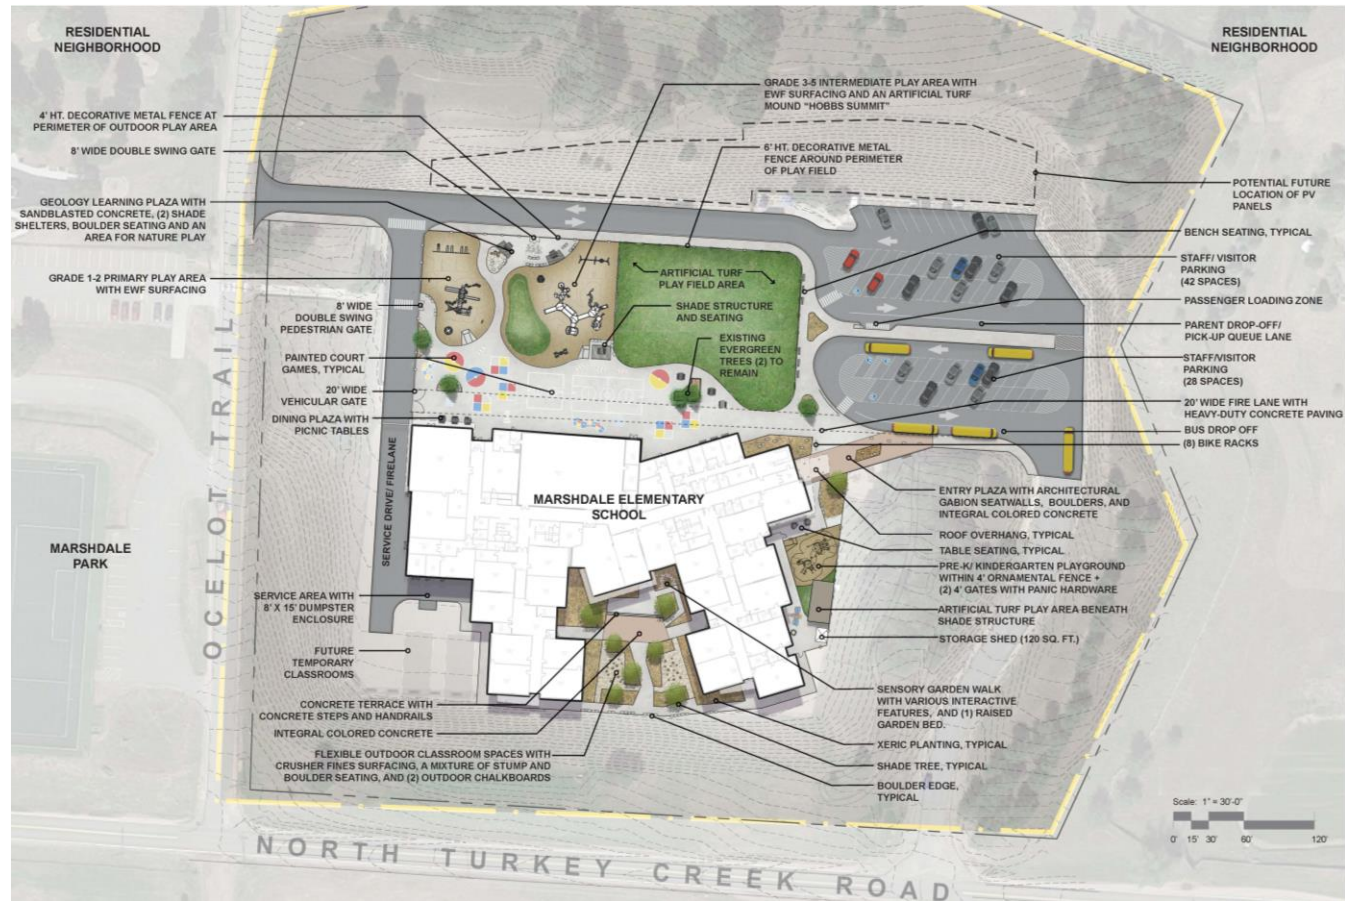 RESIDENTIAL
NEIGHBORHOOD
RESIDENTIAL
NEIGHBORHOOD
4' HT. DECORATIVE METAL FENCE AT
PERIMETER OF OUTDOOR PLAY AREA
8' WIDE DOUBLE SWING GATE
GEOLOGY LEARNING PLAZA WITH
SANDBLASTED CONCRETE, (2) SHADE
SHELTERS, BOULDER SEATING AND AN
AREA FOR NATURE PLAY
GRADE 1-2 PRIMARY PLAY AREA
WITH EWF SURFACING
8' WIDE
DOUBLE SWING
PEDESTRIAN GATE
PAINTED COURT
GAMES, TYPICAL
20' WIDE
VEHICULAR GATE
DINING PLAZA WITH
PICNIC TABLES
GRADE 3-5 INTERMEDIATE PLAY AREA WITH
EWF SURFACING AND AN ARTIFICIAL TURF
MOUND "HOBBS SUMMIT"
6' HT. DECORATIVE METAL
FENCE AROUND PERIMETER
OF PLAY FIELD
ARTIFICIAL TURF
PLAY FIELD AREA
SHADE STRUCTURE
AND SEATING
EXISTING
EVERGREEN
TREES (2) TO
REMAIN
POTENTIAL FUTURE
LOCATION OF PV
PANELS
BENCH SEATING, TYPICAL
STAFF/ VISITOR
PARKING
(42 SPACES)
PASSENGER LOADING ZONE
PARENT DROP-OFF/
PICK-UP QUEUE LANE
STAFF/VISITOR
PARKING
(28 SPACES)
20' WIDE FIRE LANE WITH
HEAVY-DUTY CONCRETE PAVING
BUS DROP OFF
(8) BIKE RACKS
MARSHDALE ELEMENTARY
SCHOOL
SERVICE DRIVE/ FIRELANE
OCELOT TRAIL
MARSHDALE
PARK
ENTRY PLAZA WITH ARCHITECTURAL
GABION SEATWALLS, BOULDERS, AND
INTEGRAL COLORED CONCRETE
ROOF OVERHANG, TYPICAL
TABLE SEATING, TYPICAL
PRE-K/ KINDERGARTEN PLAYGROUND
WITHIN 4' ORNAMENTAL FENCE +
(2) 4' GATES WITH PANIC HARDWARE
ARTIFICIAL TURF PLAY AREA BENEATH
SHADE STRUCTURE
STORAGE SHED (120 SQ. FT.)
SERVICE AREA WITH
8' X 15' DUMPSTER
ENCLOSURE
FUTURE
TEMPORARY
CLASSROOMS
CONCRETE TERRACE WITH
CONCRETE STEPS AND HANDRAILS
INTEGRAL COLORED CONCRETE
FLEXIBLE OUTDOOR CLASSROOM SPACES WITH
CRUSHER FINES SURFACING, A MIXTURE OF STUMP AND
BOULDER SEATING, AND (2) OUTDOOR CHALKBOARDS
SENSORY GARDEN WALK
WITH VARIOUS INTERACTIVE
FEATURES, AND (1) RAISED
GARDEN BED.
XERIC PLANTING, TYPICAL
SHADE TREE, TYPICAL
BOULDER EDGE,
TYPICAL
Scale: 1" = 30'-0"
0' 15' 30' 60' 120'
NORTH TURKEY CREEK ROAD